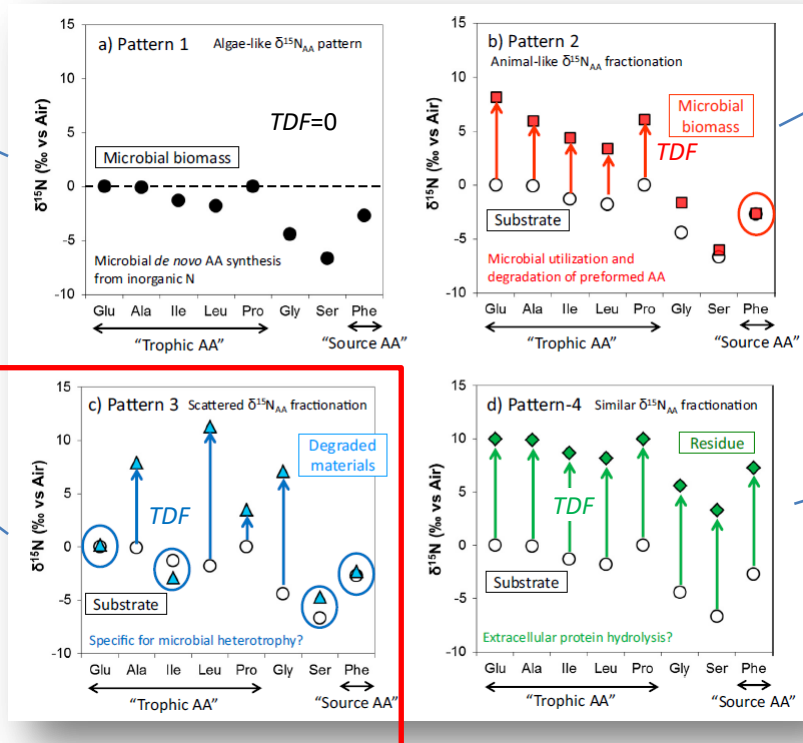 a) Pattern 1 Algae-like δ¹⁵N_AA pattern
15
10
5
0
-5
-10
δ¹⁵N (‰ vs Air)
TDF=0
Microbial biomass
Microbial de novo AA synthesis
from inorganic N
Glu Ala Ile Leu Pro Gly Ser Phe
“Trophic AA”
“Source AA”
b) Pattern 2
Animal-like δ¹⁵N_AA fractionation
15
10
5
0
-5
-10
δ¹⁵N (‰ vs Air)
Microbial
biomass
TDF
Substrate
Microbial utilization and
degradation of preformed AA
Glu Ala Ile Leu Pro Gly Ser Phe
“Trophic AA”
“Source AA”
c) Pattern 3 Scattered δ¹⁵N_AA fractionation
15
10
5
0
-5
-10
δ¹⁵N (‰ vs Air)
Degraded
materials
TDF
Substrate
Specific for microbial heterotrophy?
Glu Ala Ile Leu Pro Gly Ser Phe
“Trophic AA”
“Source AA”
d) Pattern-4 Similar δ¹⁵N_AA fractionation
15
10
5
0
-5
-10
δ¹⁵N (‰ vs Air)
Residue
TDF
Substrate
Extracellular protein hydrolysis?
Glu Ala Ile Leu Pro Gly Ser Phe
“Trophic AA”
“Source AA”